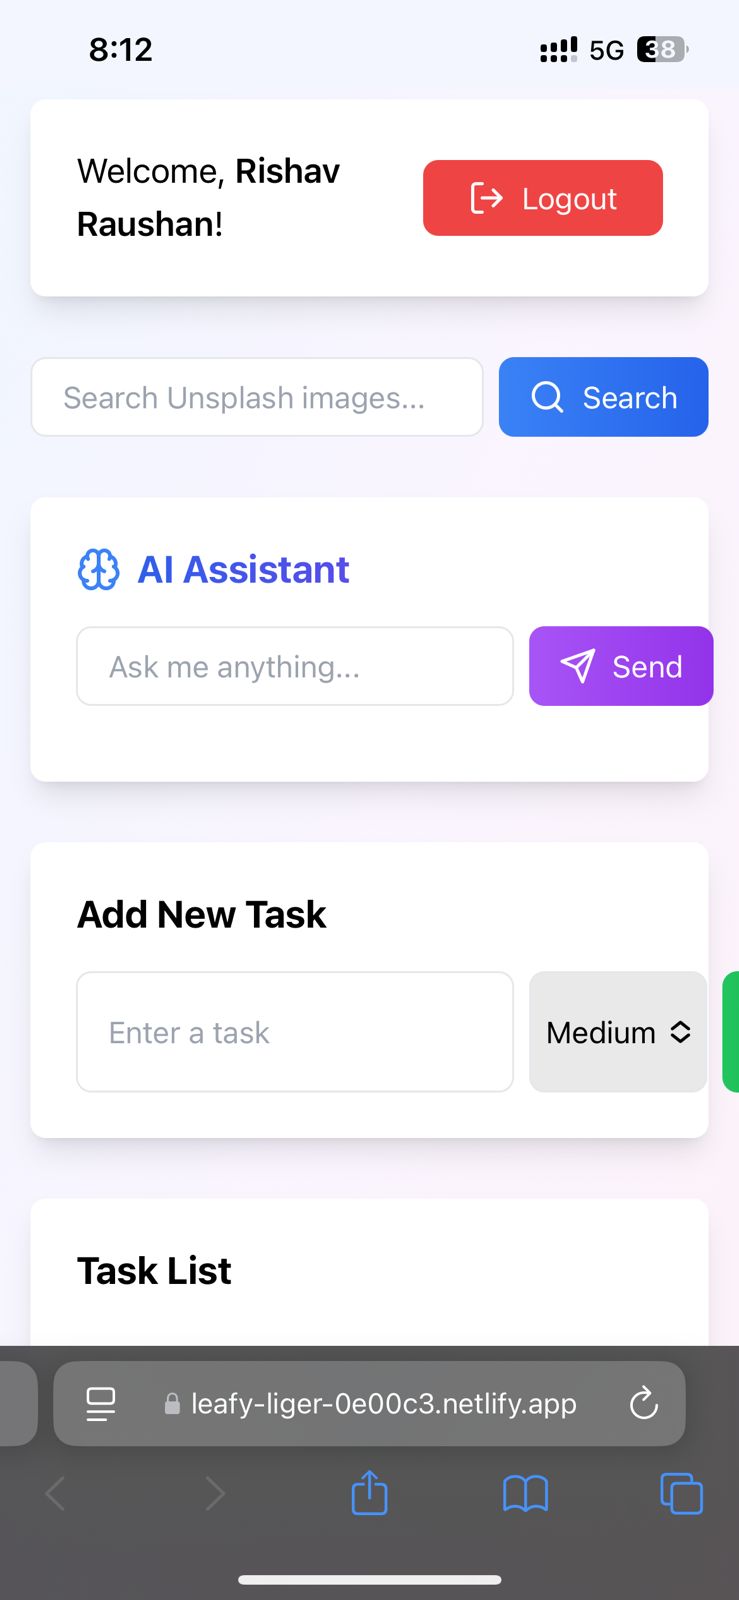 8:12
5G 38
Welcome, Rishav
Raushan!
Logout
Search Unsplash images...
Search
AI Assistant
Ask me anything...
Send
Add New Task
Enter a task
Medium
Task List
leafy-liger-0e00c3.netlify.app